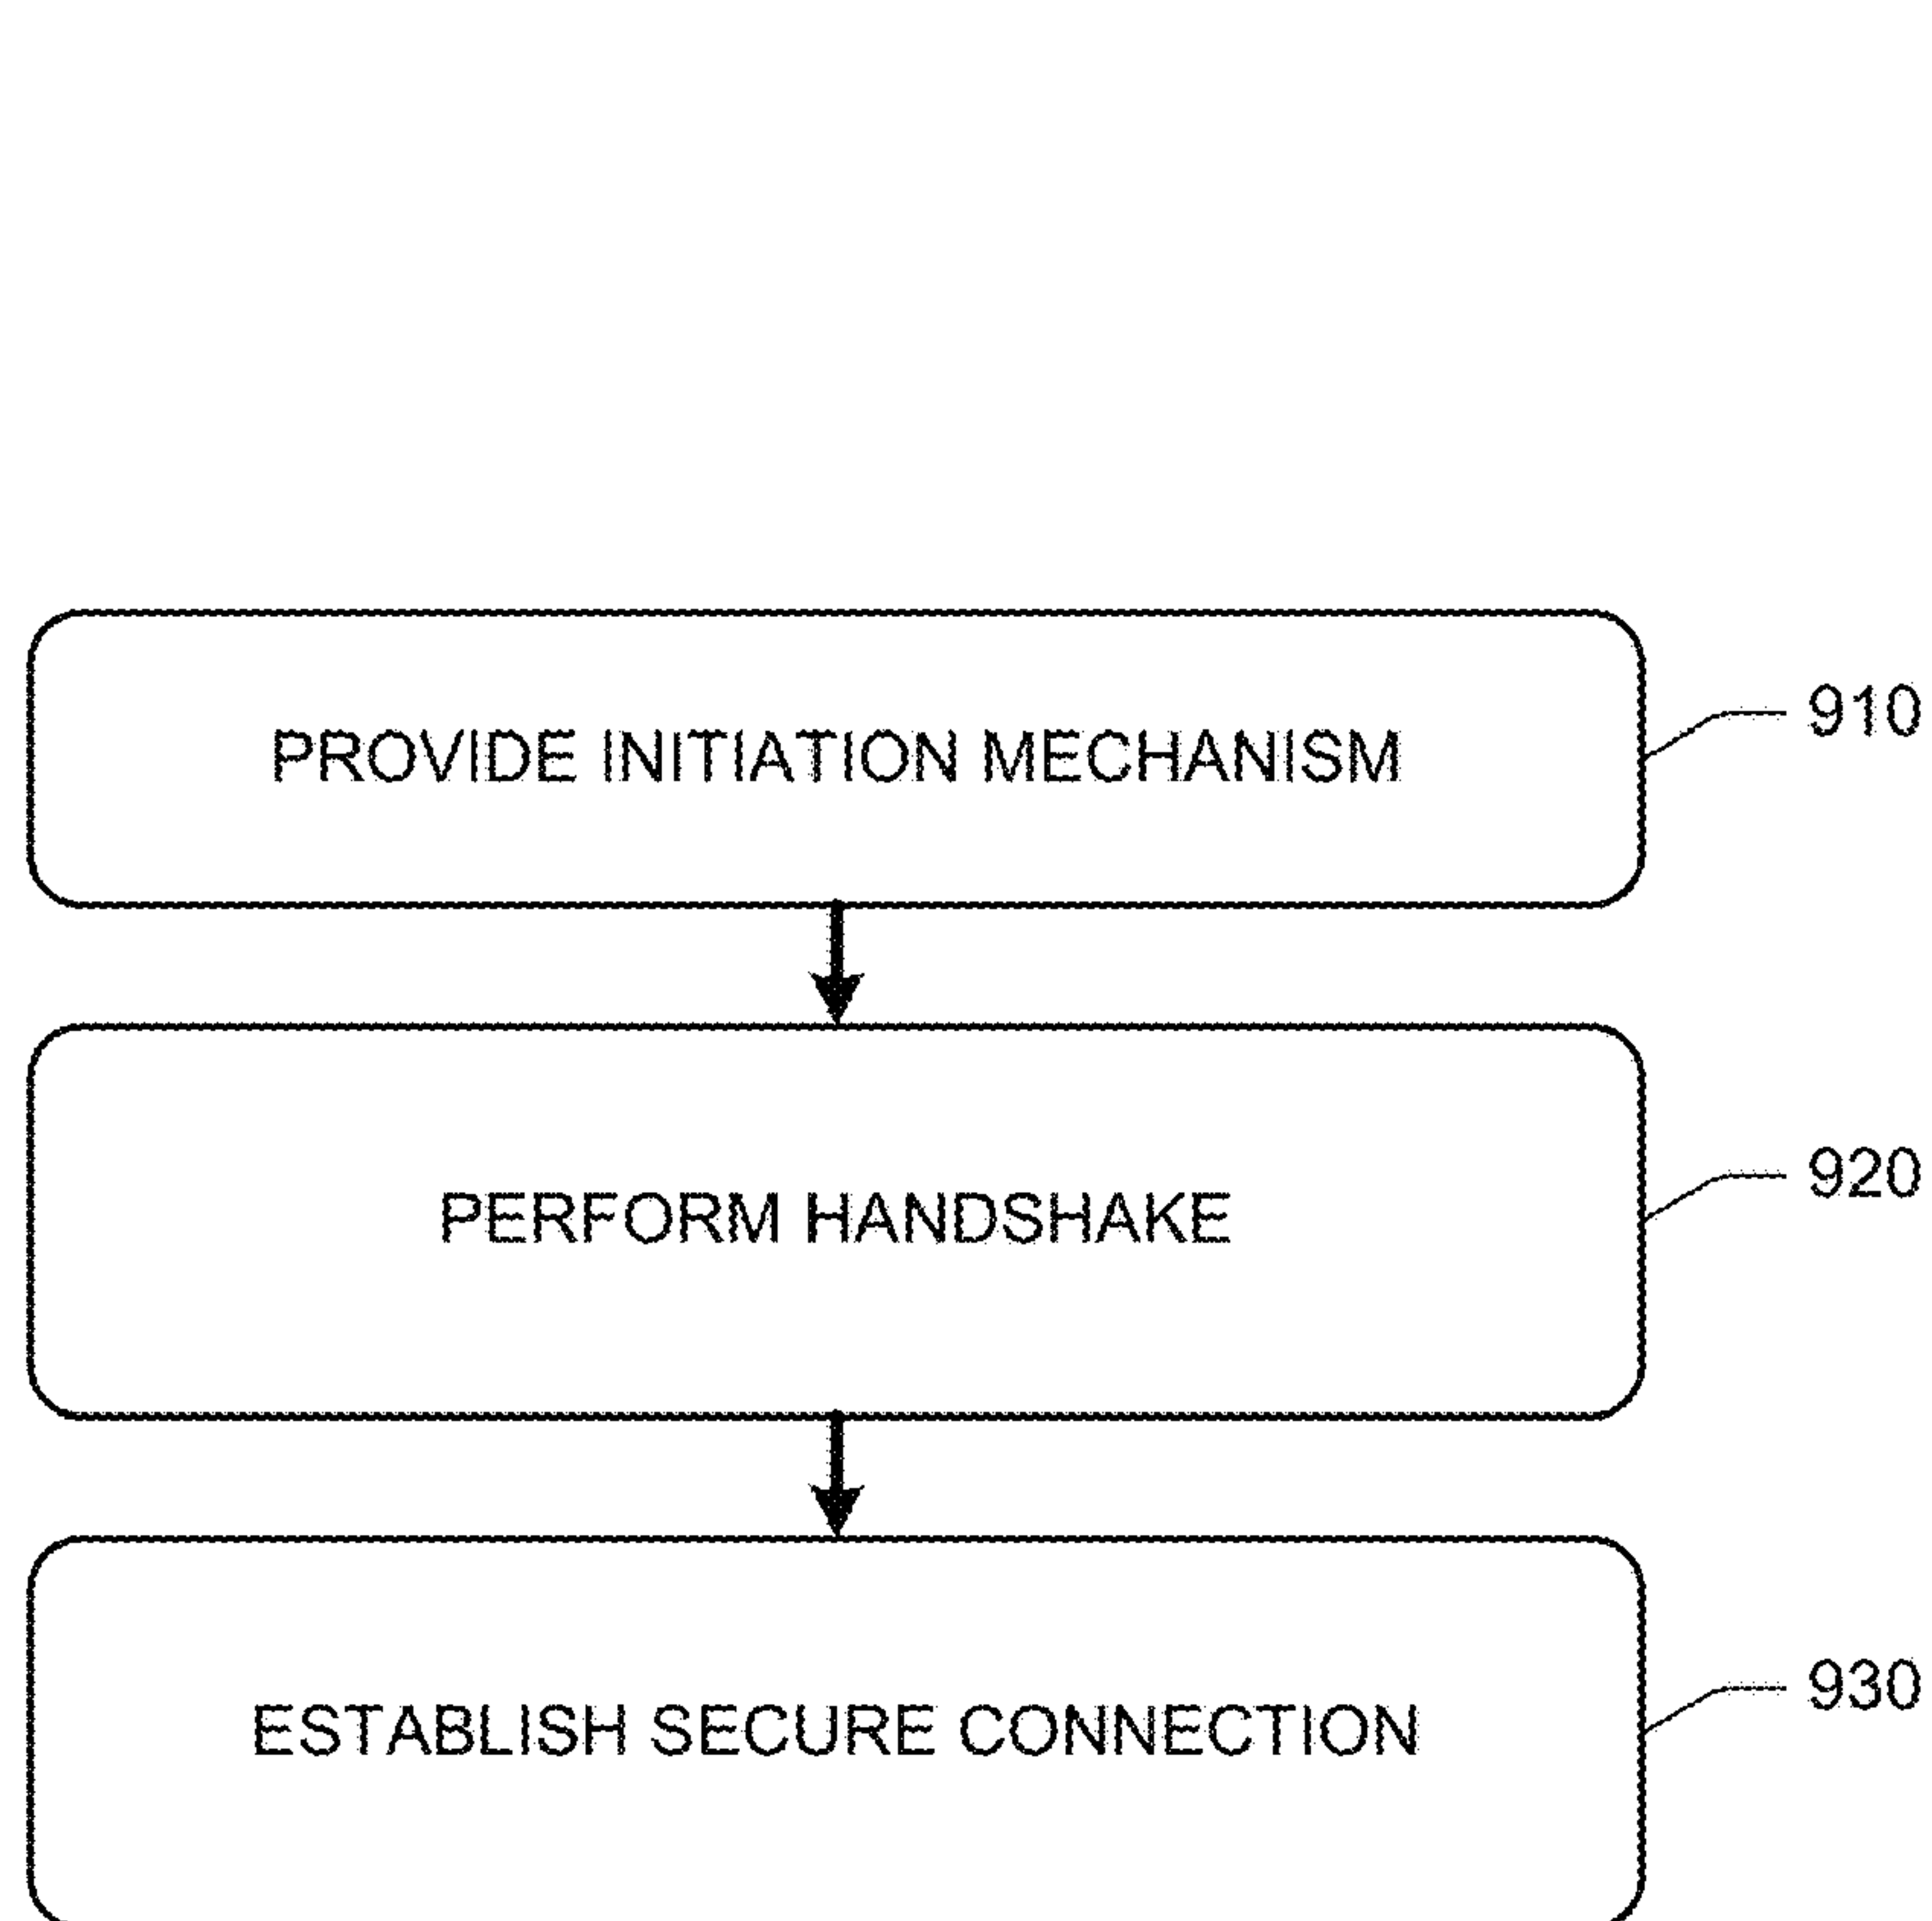 PROVIDE INITIATION MECHANISM
910
PERFORM HANDSHAKE
920
ESTABLISH SECURE CONNECTION
930